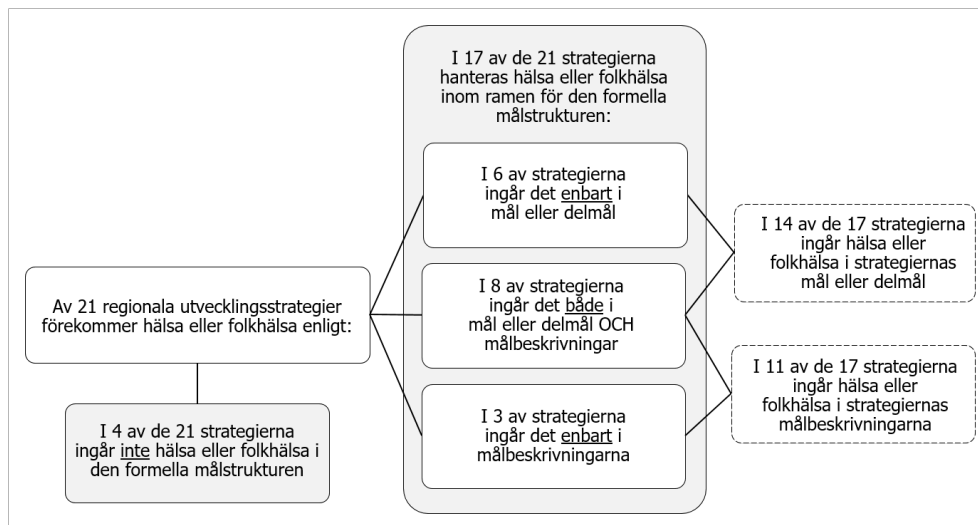 Av 21 regionala utvecklingsstrategier
förekommer hälsa eller folkhälsa enligt:
I 4 av de 21 strategierna
ingår inte hälsa eller folkhälsa i
den formella målstrukturen
I 17 av de 21 strategierna
hanteras hälsa eller folkhälsa
inom ramen för den formella
målstrukturen:
I 6 av strategierna
ingår det enbart i
mål eller delmål
I 8 av strategierna
ingår det både i
mål eller delmål OCH
målbeskrivningar
I 3 av strategierna
ingår det enbart i
målbeskrivningarna
I 14 av de 17 strategierna
ingår hälsa eller
folkhälsa i strategiernas
mål eller delmål
I 11 av de 17 strategierna
ingår hälsa eller
folkhälsa i strategiernas
målbeskrivningarna